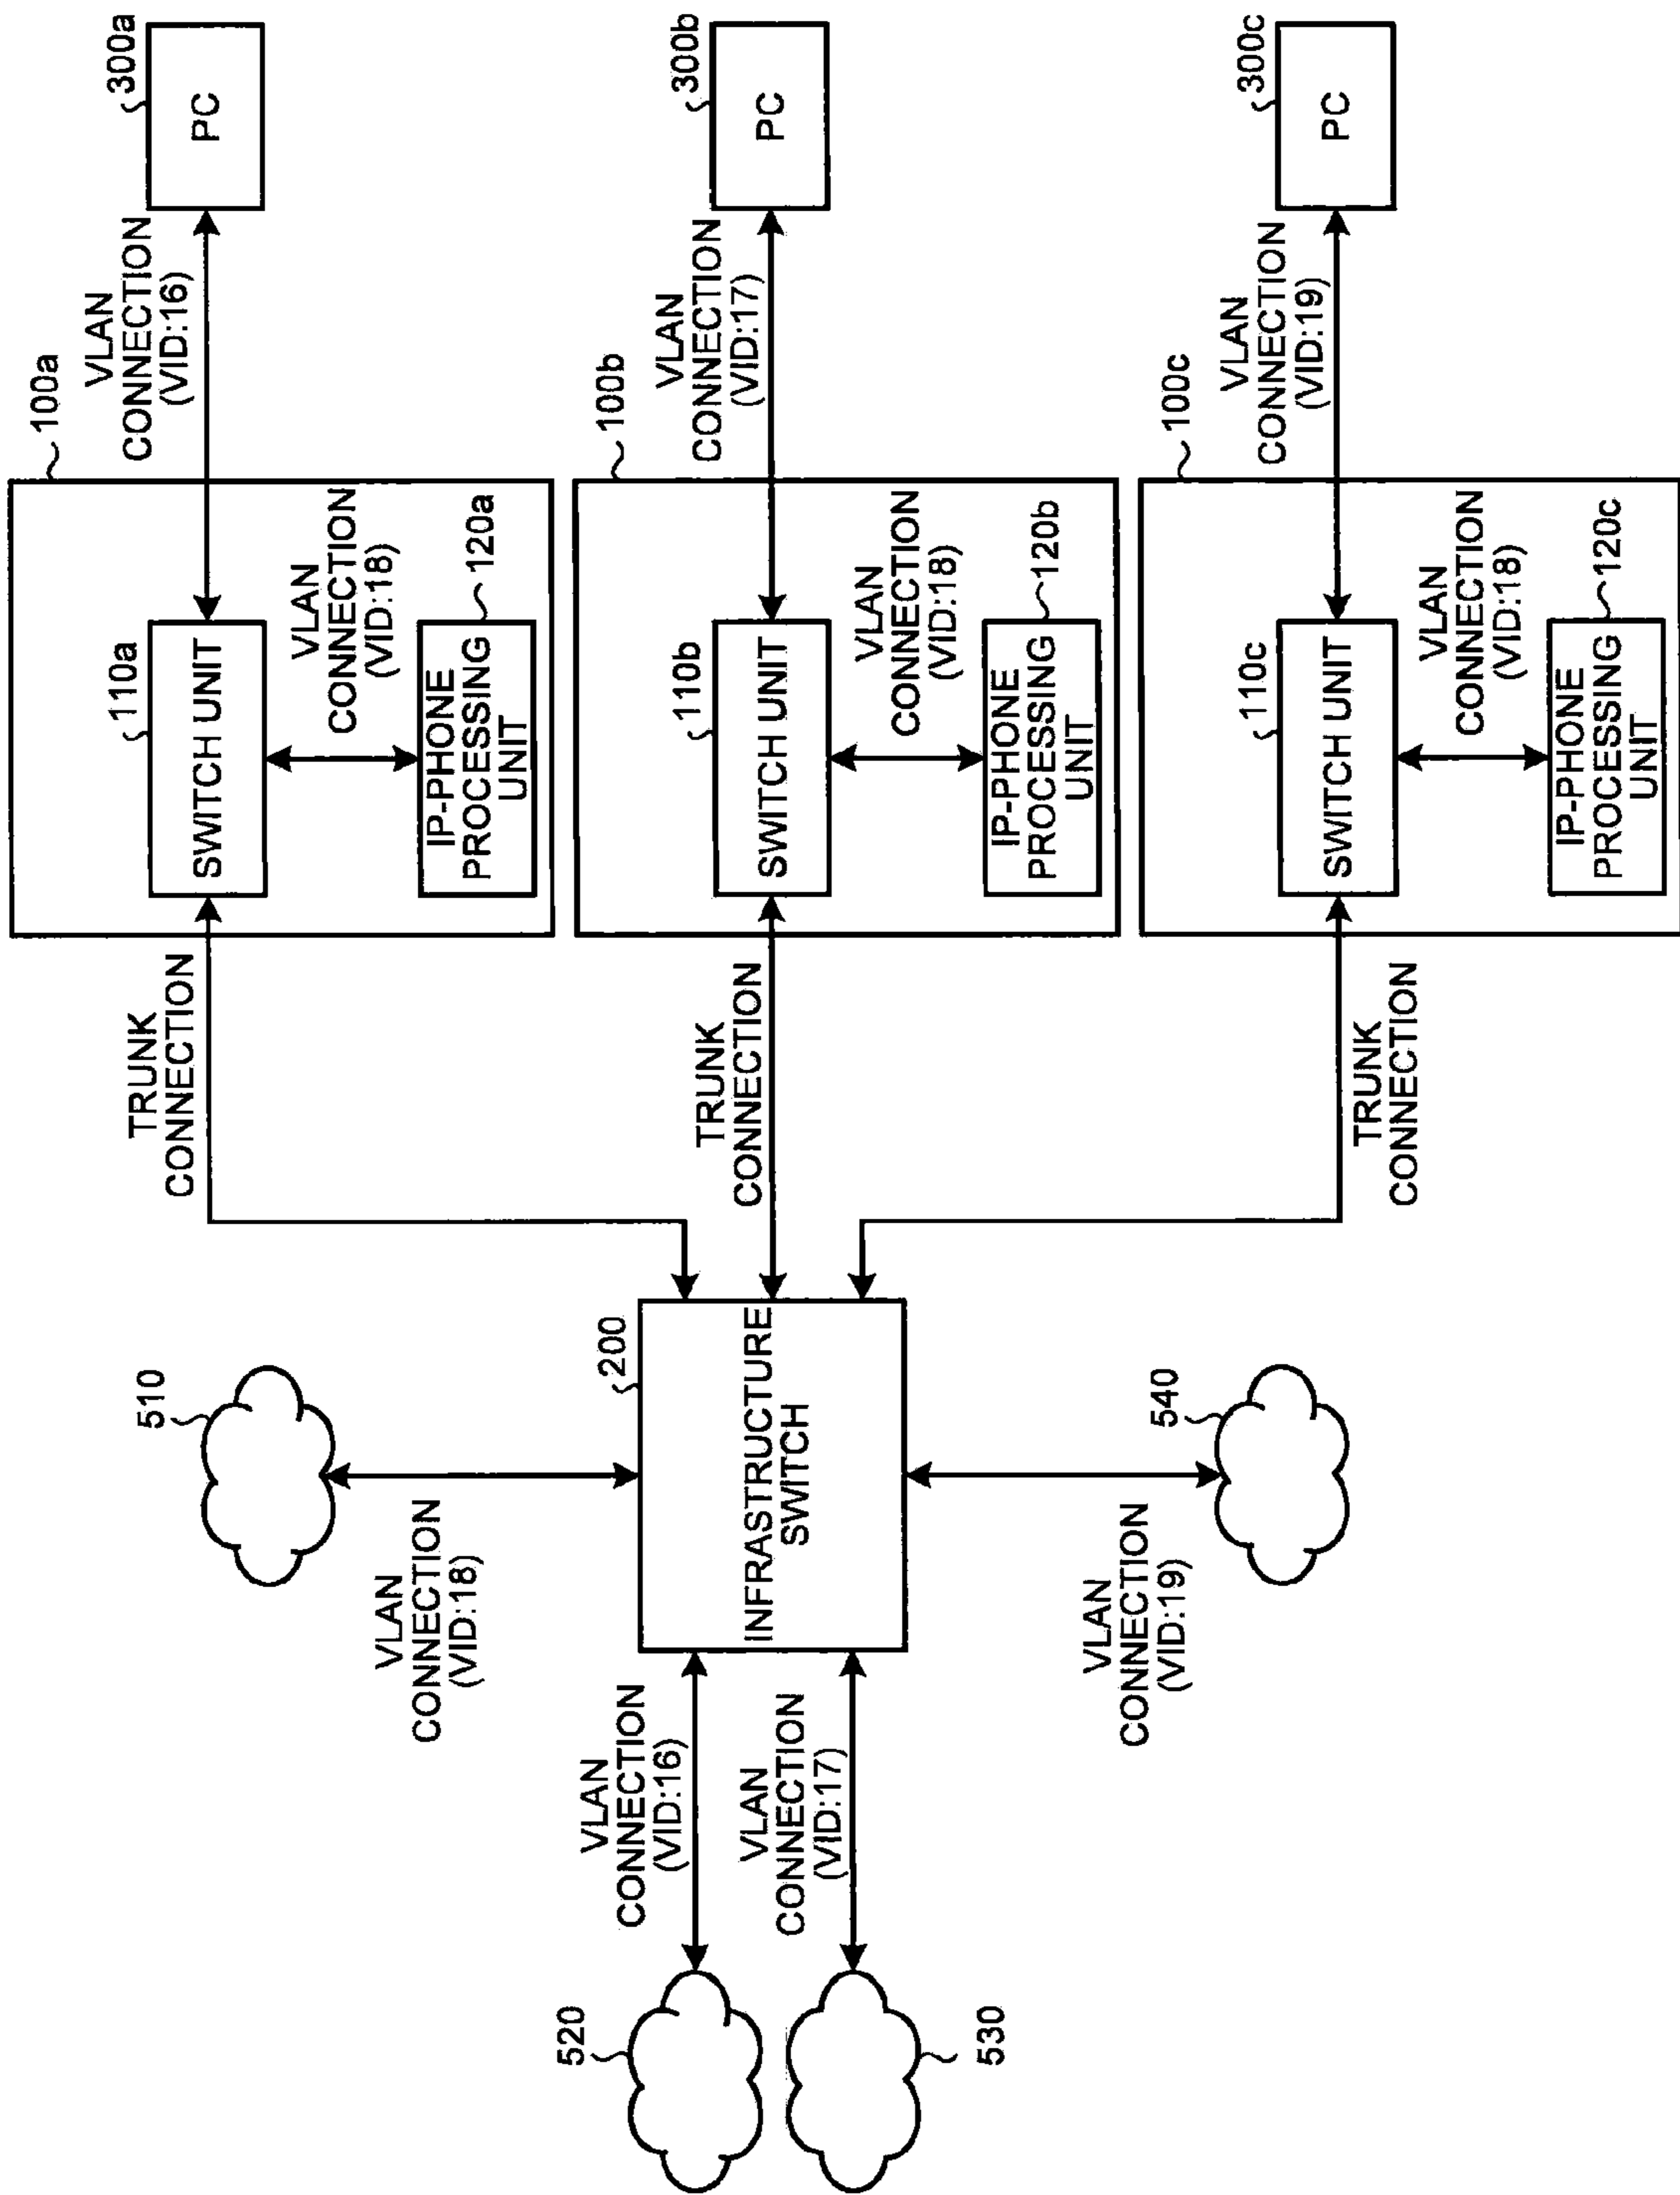 510
VLAN
CONNECTION
(VID:18)
520
VLAN
CONNECTION
(VID:16)
530
VLAN
CONNECTION
(VID:17)
540
VLAN
CONNECTION
(VID:19)
200
INFRASTRUCTURE
SWITCH
TRUNK
CONNECTION
100a
110a
SWITCH UNIT
VLAN
CONNECTION
(VID:18)
120a
IP-PHONE
PROCESSING
UNIT
VLAN
CONNECTION
(VID:16)
300a
PC
TRUNK
CONNECTION
100b
110b
SWITCH UNIT
VLAN
CONNECTION
(VID:18)
120b
IP-PHONE
PROCESSING
UNIT
VLAN
CONNECTION
(VID:17)
300b
PC
TRUNK
CONNECTION
100c
110c
SWITCH UNIT
VLAN
CONNECTION
(VID:18)
120c
IP-PHONE
PROCESSING
UNIT
VLAN
CONNECTION
(VID:19)
300c
PC